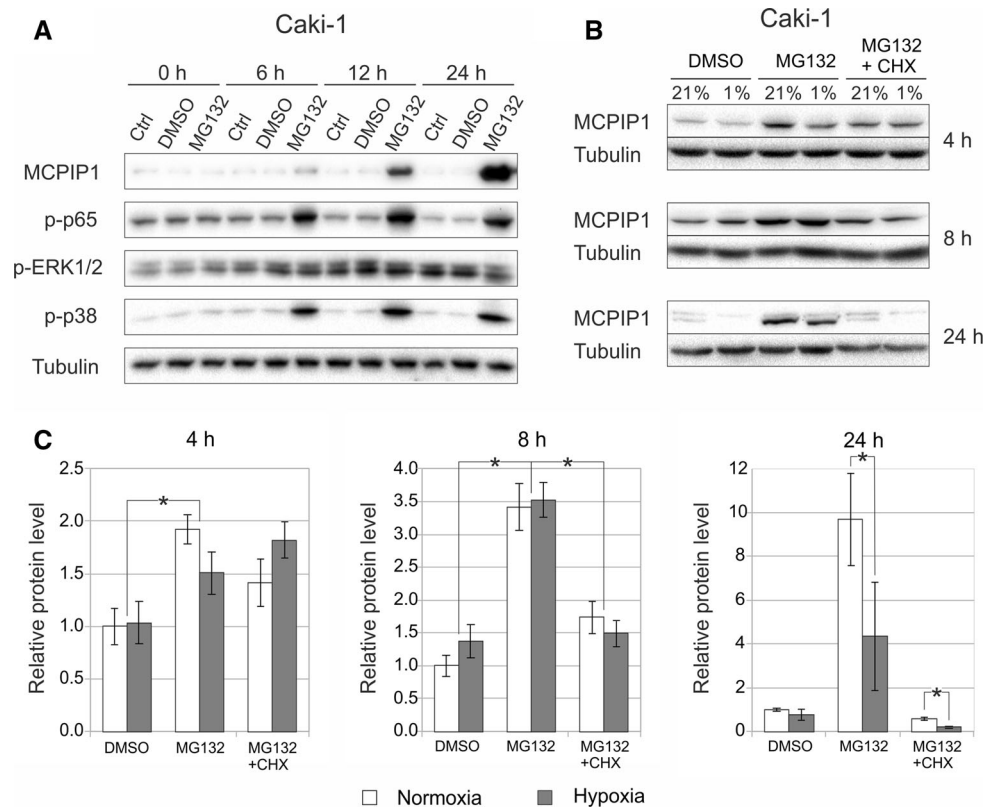 A
Caki-1
0 h 6 h 12 h 24 h
Ctrl DMSO MG132 Ctrl DMSO MG132 Ctrl DMSO MG132 Ctrl DMSO MG132
MCPIP1
p-p65
p-ERK1/2
p-p38
Tubulin
B
Caki-1
DMSO MG132 MG132
+ CHX
21% 1% 21% 1% 21% 1%
MCPIP1
Tubulin
4 h
MCPIP1
Tubulin
8 h
MCPIP1
Tubulin
24 h
C
4 h
Relative protein level
2.5
2.0
1.5
1.0
0.5
0.0
*
DMSO MG132 MG132
+CHX
8 h
Relative protein level
4.0
3.5
3.0
2.5
2.0
1.5
1.0
0.5
0.0
* *
DMSO MG132 MG132
+CHX
24 h
Relative protein level
12
10
8
6
4
2
0
*
*
DMSO MG132 MG132
+CHX
Normoxia Hypoxia